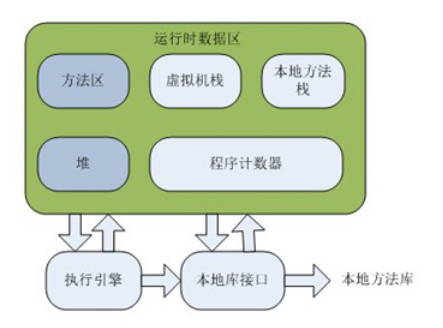 运行时数据区
方法区
虚拟机栈
本地方法
栈
堆
程序计数器
执行引擎
本地库接口
本地方法库